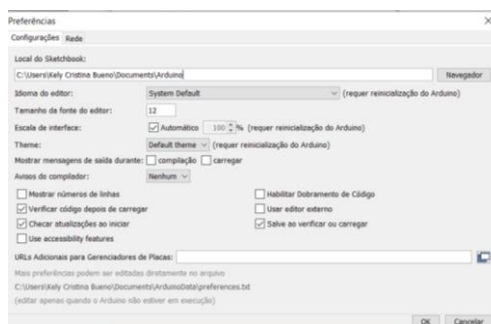 Preferências
Configurações Rede
Local do Sketchbook:
C:\Users\Kely Cristina Bueno\Documents\Arduino Navegador
Idioma do editor: System Default (requer reinicialização do Arduino)
Tamanho da fonte do editor: 12
Escala de interface: Automático 100 % (requer reinicialização do Arduino)
Theme: Default theme (requer reinicialização do Arduino)
Mostrar mensagens de saída durante: compilação carregar
Avisos do compilador: Nenhum
Mostrar números de linhas Habilitar Dobramento de Código
Verificar código depois de carregar Usar editor externo
Checar atualizações ao iniciar Salve ao verificar ou carregar
Use accessibility features
URLs Adicionais para Gerenciadores de Placas:
Mais preferências podem ser editadas diretamente no arquivo
C:\Users\Kely Cristina Bueno\Documents\ArduinoData\preferences.txt
(editar apenas quando o Arduino não estiver em execução)
OK Cancelar